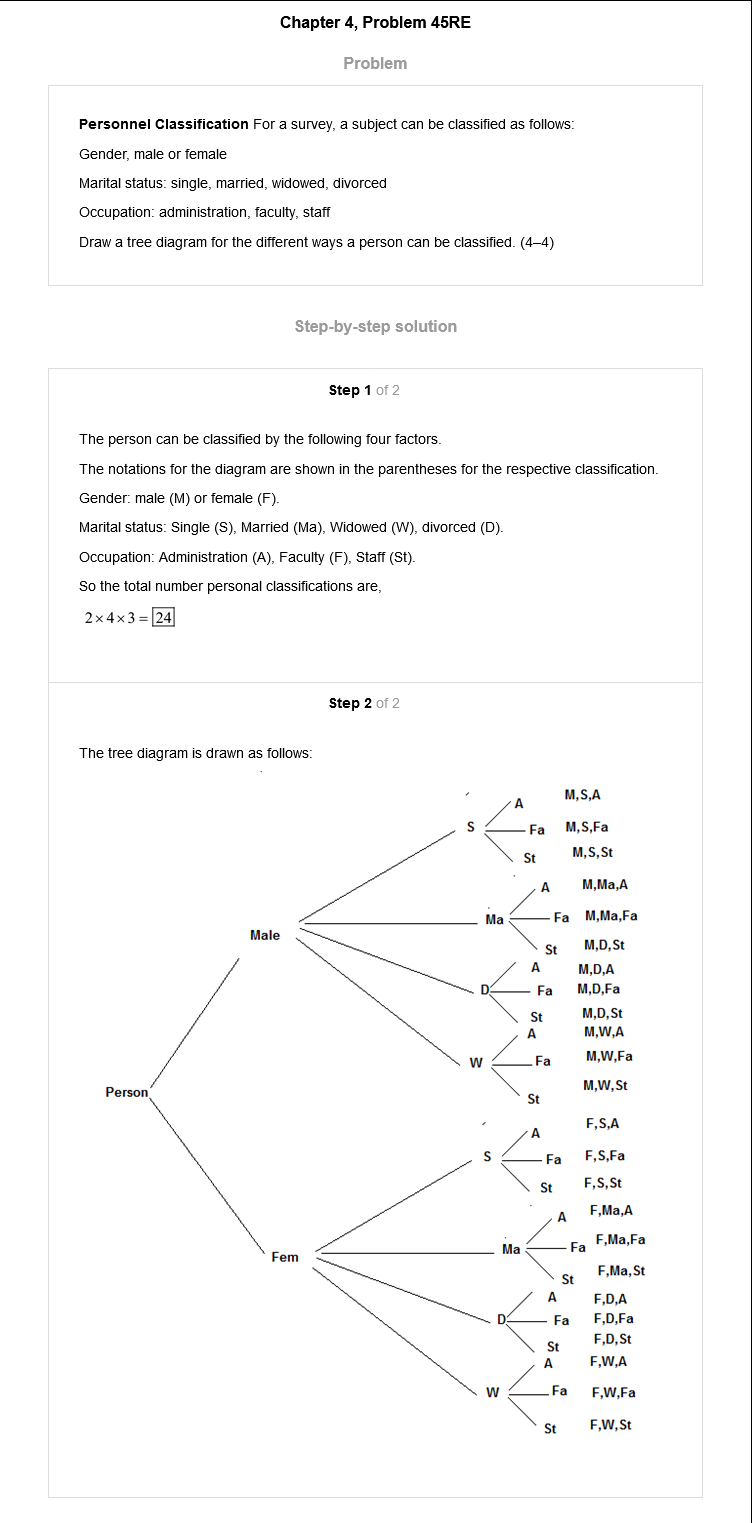 Chapter 4, Problem 45RE
Problem
Personnel Classification For a survey, a subject can be classified as follows:
Gender, male or female
Marital status: single, married, widowed, divorced
Occupation: administration, faculty, staff
Draw a tree diagram for the different ways a person can be classified. (4–4)
Step-by-step solution
Step 1 of 2
The person can be classified by the following four factors.
The notations for the diagram are shown in the parentheses for the respective classification.
Gender: male (M) or female (F).
Marital status: Single (S), Married (Ma), Widowed (W), divorced (D).
Occupation: Administration (A), Faculty (F), Staff (St).
So the total number personal classifications are,
2×4×3=24
Step 2 of 2
The tree diagram is drawn as follows:
A M,S,A
S Fa M,S,Fa
St M,S,St
A M,Ma,A
Ma Fa M,Ma,Fa
Male
St M,D,St
A M,D,A
D Fa M,D,Fa
St M,D,St
A M,W,A
W Fa M,W,Fa
St M,W,St
Person
A F,S,A
S Fa F,S,Fa
St F,S,St
A F,Ma,A
Ma Fa F,Ma,Fa
Fem
St F,Ma,St
A F,D,A
D Fa F,D,Fa
St F,D,St
A F,W,A
W Fa F,W,Fa
St F,W,St